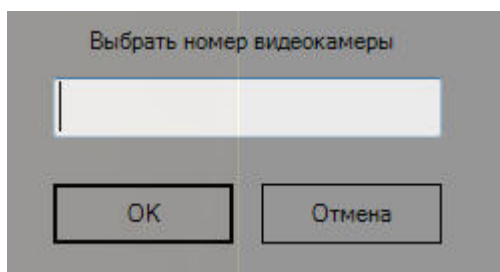 Выбрать номер видеокамеры
OK
Отмена